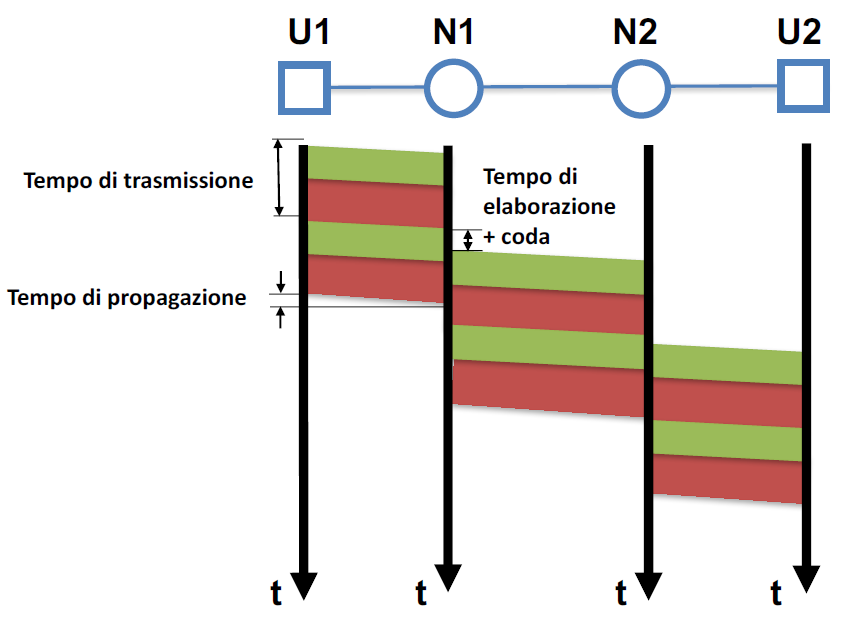 U1 N1 N2 U2
Tempo di trasmissione
Tempo di
elaborazione
+ coda
Tempo di propagazione
t t t t